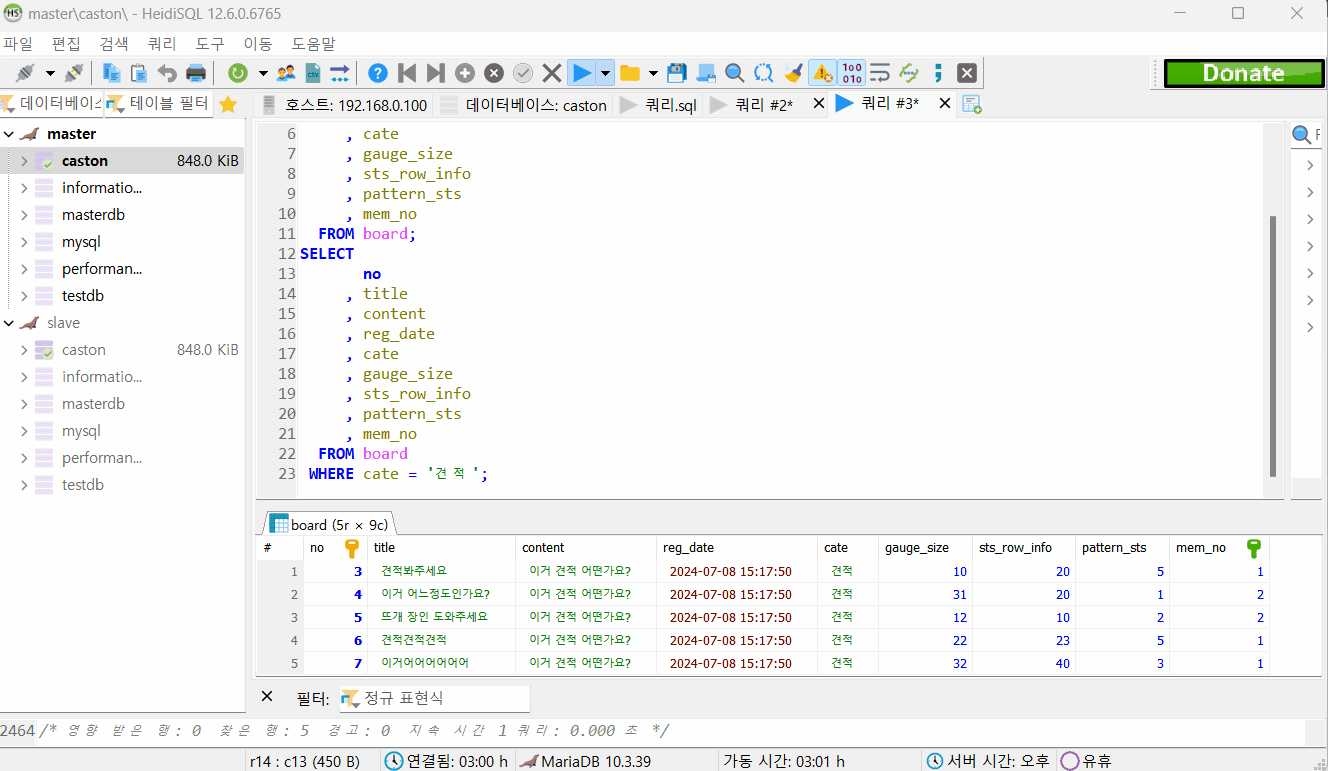 master\caston\ - HeidiSQL 12.6.0.6765
파일 편집 검색 쿼리 도구 이동 도움말
Donate
데이터베이스 테이블 필터
호스트: 192.168.0.100 데이터베이스: caston 쿼리.sql 쿼리 #2* 쿼리 #3*
master
caston 848.0 KiB
informatio...
masterdb
mysql
performan...
testdb
slave
caston 848.0 KiB
informatio...
masterdb
mysql
performan...
testdb
6 , cate
7 , gauge_size
8 , sts_row_info
9 , pattern_sts
10 , mem_no
11 FROM board;
12 SELECT
13 no
14 , title
15 , content
16 , reg_date
17 , cate
18 , gauge_size
19 , sts_row_info
20 , pattern_sts
21 , mem_no
22 FROM board
23 WHERE cate = '견적';
board (5r × 9c)
# no title content reg_date cate gauge_size sts_row_info pattern_sts mem_no
1 3 견적봐주세요 이거 견적 어떤가요? 2024-07-08 15:17:50 견적 10 20 5 1
2 4 이거 어느정도인가요? 이거 견적 어떤가요? 2024-07-08 15:17:50 견적 31 20 1 2
3 5 뜨개 장인 도와주세요 이거 견적 어떤가요? 2024-07-08 15:17:50 견적 12 10 2 2
4 6 견적견적견적 이거 견적 어떤가요? 2024-07-08 15:17:50 견적 22 23 5 1
5 7 이거어어어어어어 이거 견적 어떤가요? 2024-07-08 15:17:50 견적 32 40 3 1
필터: 정규 표현식
2464 /* 영향 받은 행: 0 찾은 행: 5 경고: 0 지속 시간 1 쿼리: 0.000 초 */
r14 : c13 (450 B) 연결됨: 03:00 h MariaDB 10.3.39 가동 시간: 03:01 h 서버 시간: 오후 유휴